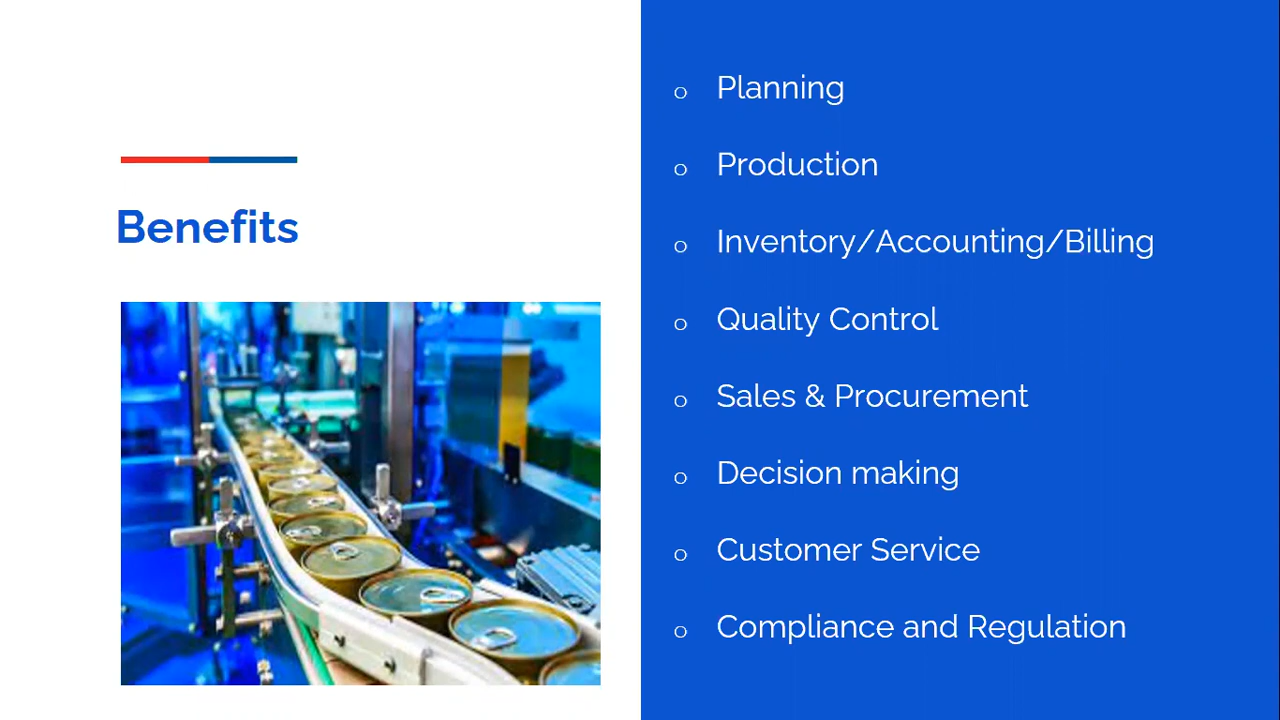 Benefits
Planning
Production
Inventory/Accounting/Billing
Quality Control
Sales & Procurement
Decision making
Customer Service
Compliance and Regulation